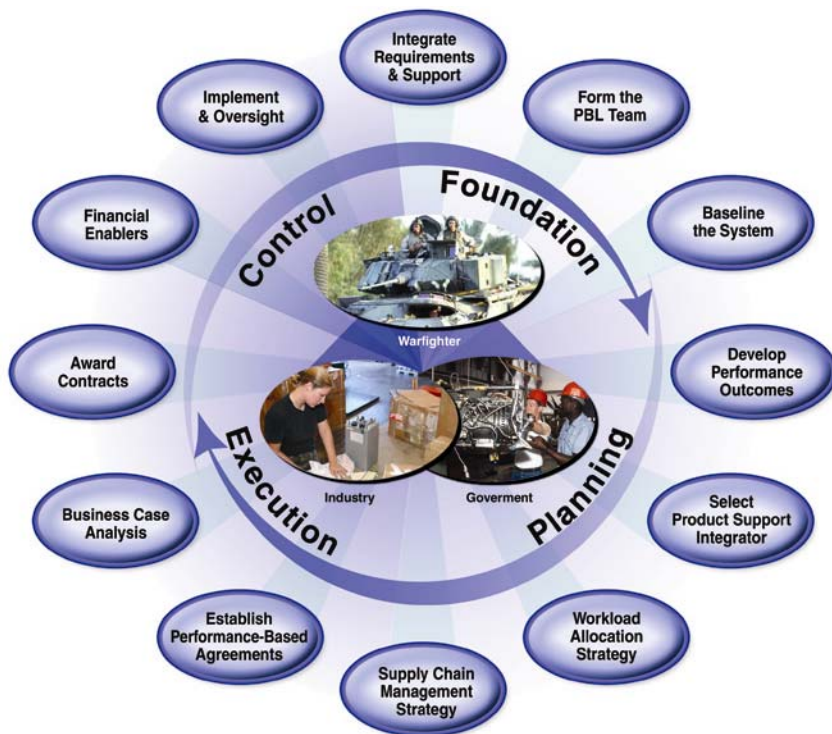 Integrate
Requirements
& Support
Form the
PBL Team
Baseline
the System
Develop
Performance
Outcomes
Select
Product Support
Integrator
Workload
Allocation
Strategy
Supply Chain
Management
Strategy
Establish
Performance-Based
Agreements
Business Case
Analysis
Award
Contracts
Financial
Enablers
Implement
& Oversight
Foundation
Planning
Execution
Control
Warfighter
Industry
Goverment